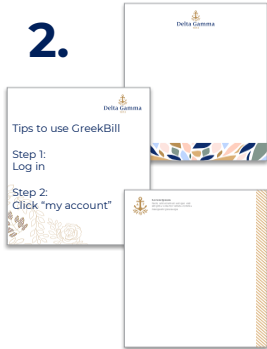 2.
Delta Gamma
Delta Gamma
Tips to use GreekBill
Step 1:
Log in
Step 2:
Click “my account”